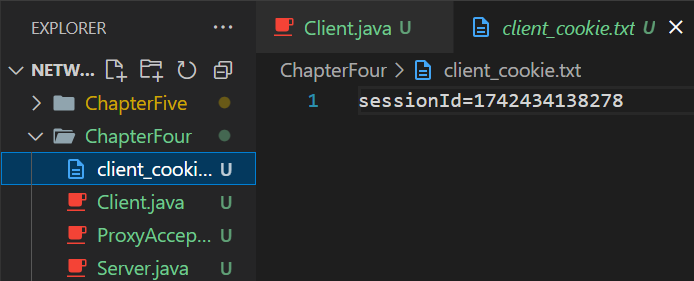 EXPLORER
NETW...
ChapterFive
ChapterFour
client_cooki... U
Client.java U
ProxyAccep... U
Server.java U
Client.java U
client_cookie.txt U
ChapterFour > client_cookie.txt
1 sessionId=1742434138278